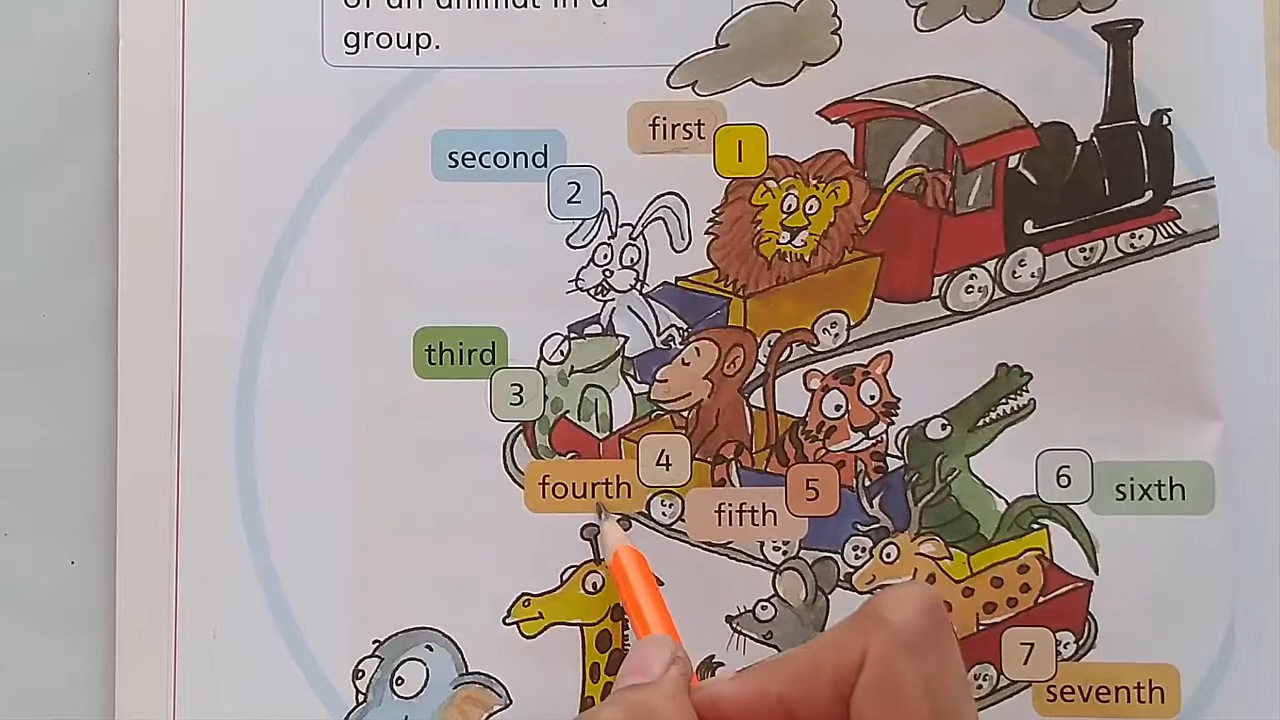 group.
first
1
second
2
third
3
4
fourth
5
fifth
6
sixth
7
seventh